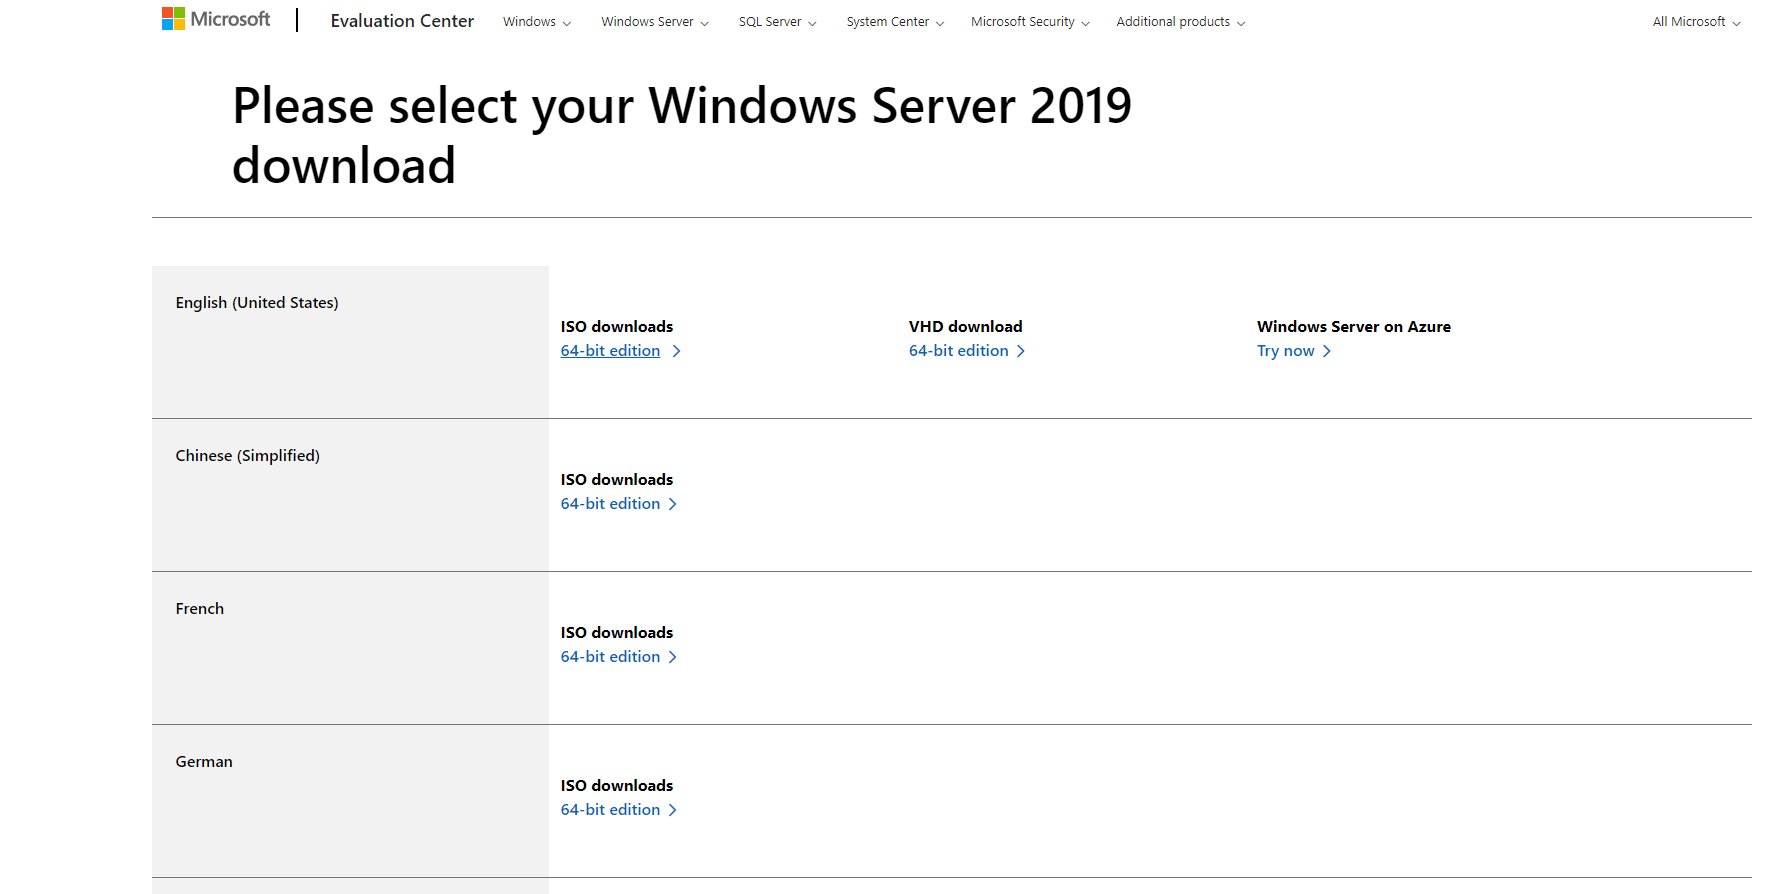 Microsoft | Evaluation Center Windows Windows Server SQL Server System Center Microsoft Security Additional products All Microsoft
Please select your Windows Server 2019
download
English (United States)
ISO downloads VHD download Windows Server on Azure
64-bit edition 64-bit edition Try now
Chinese (Simplified)
ISO downloads
64-bit edition
French
ISO downloads
64-bit edition
German
ISO downloads
64-bit edition